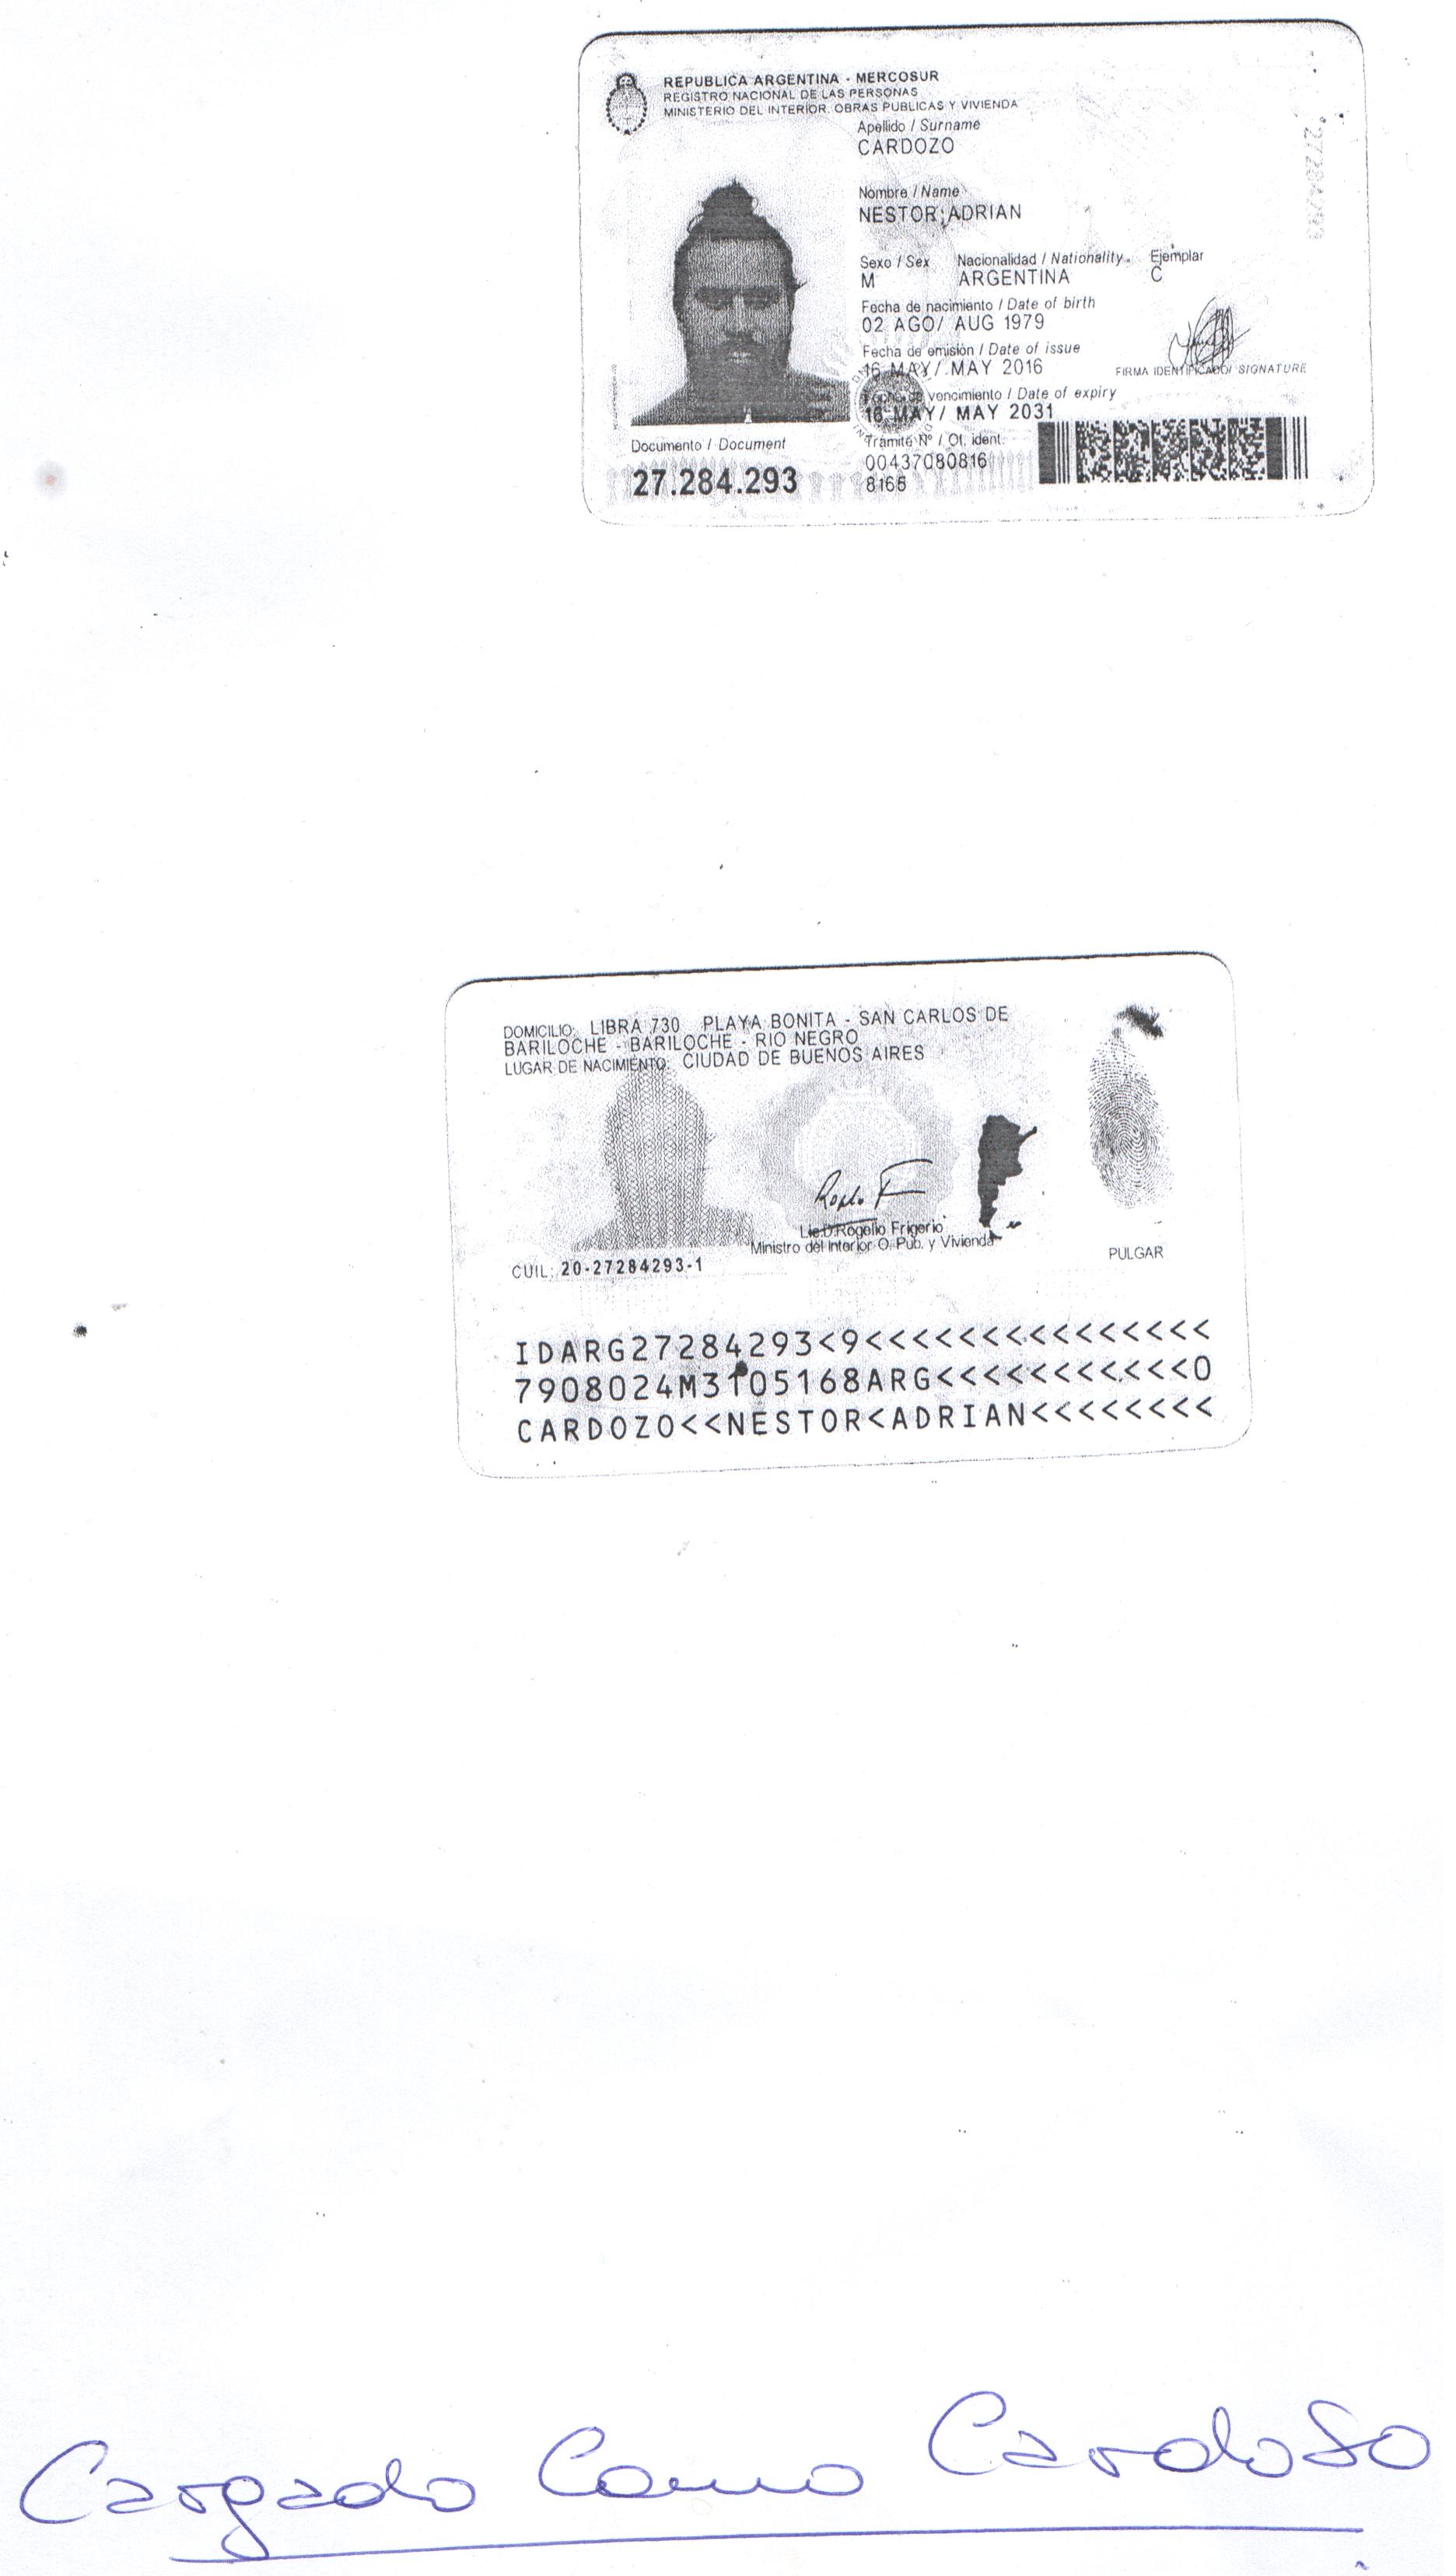 REPUBLICA ARGENTINA - MERCOSUR
REGISTRO NACIONAL DE LAS PERSONAS
MINISTERIO DEL INTERIOR, OBRAS PUBLICAS Y VIVIENDA
Apellido / Surname
CARDOZO
Nombre / Name
NESTOR ADRIAN
Sexo / Sex Nacionalidad / Nationality Ejemplar
M ARGENTINA C
Fecha de nacimiento / Date of birth
02 AGO/ AUG 1979
Fecha de emisión / Date of issue
16 MAY/ MAY 2016
FIRMA IDENTIFICADO/ SIGNATURE
Fecha de vencimiento / Date of expiry
16 MAY/ MAY 2031
Documento / Document
27.284.293
Trámite Nº / Of. ident.
00437080816
8166
DOMICILIO: LIBRA 730 PLAYA BONITA - SAN CARLOS DE
BARILOCHE - BARILOCHE - RIO NEGRO
LUGAR DE NACIMIENTO: CIUDAD DE BUENOS AIRES
Lic. Rogelio Frigerio
Ministro del Interior O. Pub. y Vivienda
PULGAR
CUIL: 20-27284293-1
IDARG27284293<9<<<<<<<<<<<<<<<
7908024M3105168ARG<<<<<<<<<<<0
CARDOZO<<NESTOR<ADRIAN<<<<<<<<
Cargado Como Cardoso